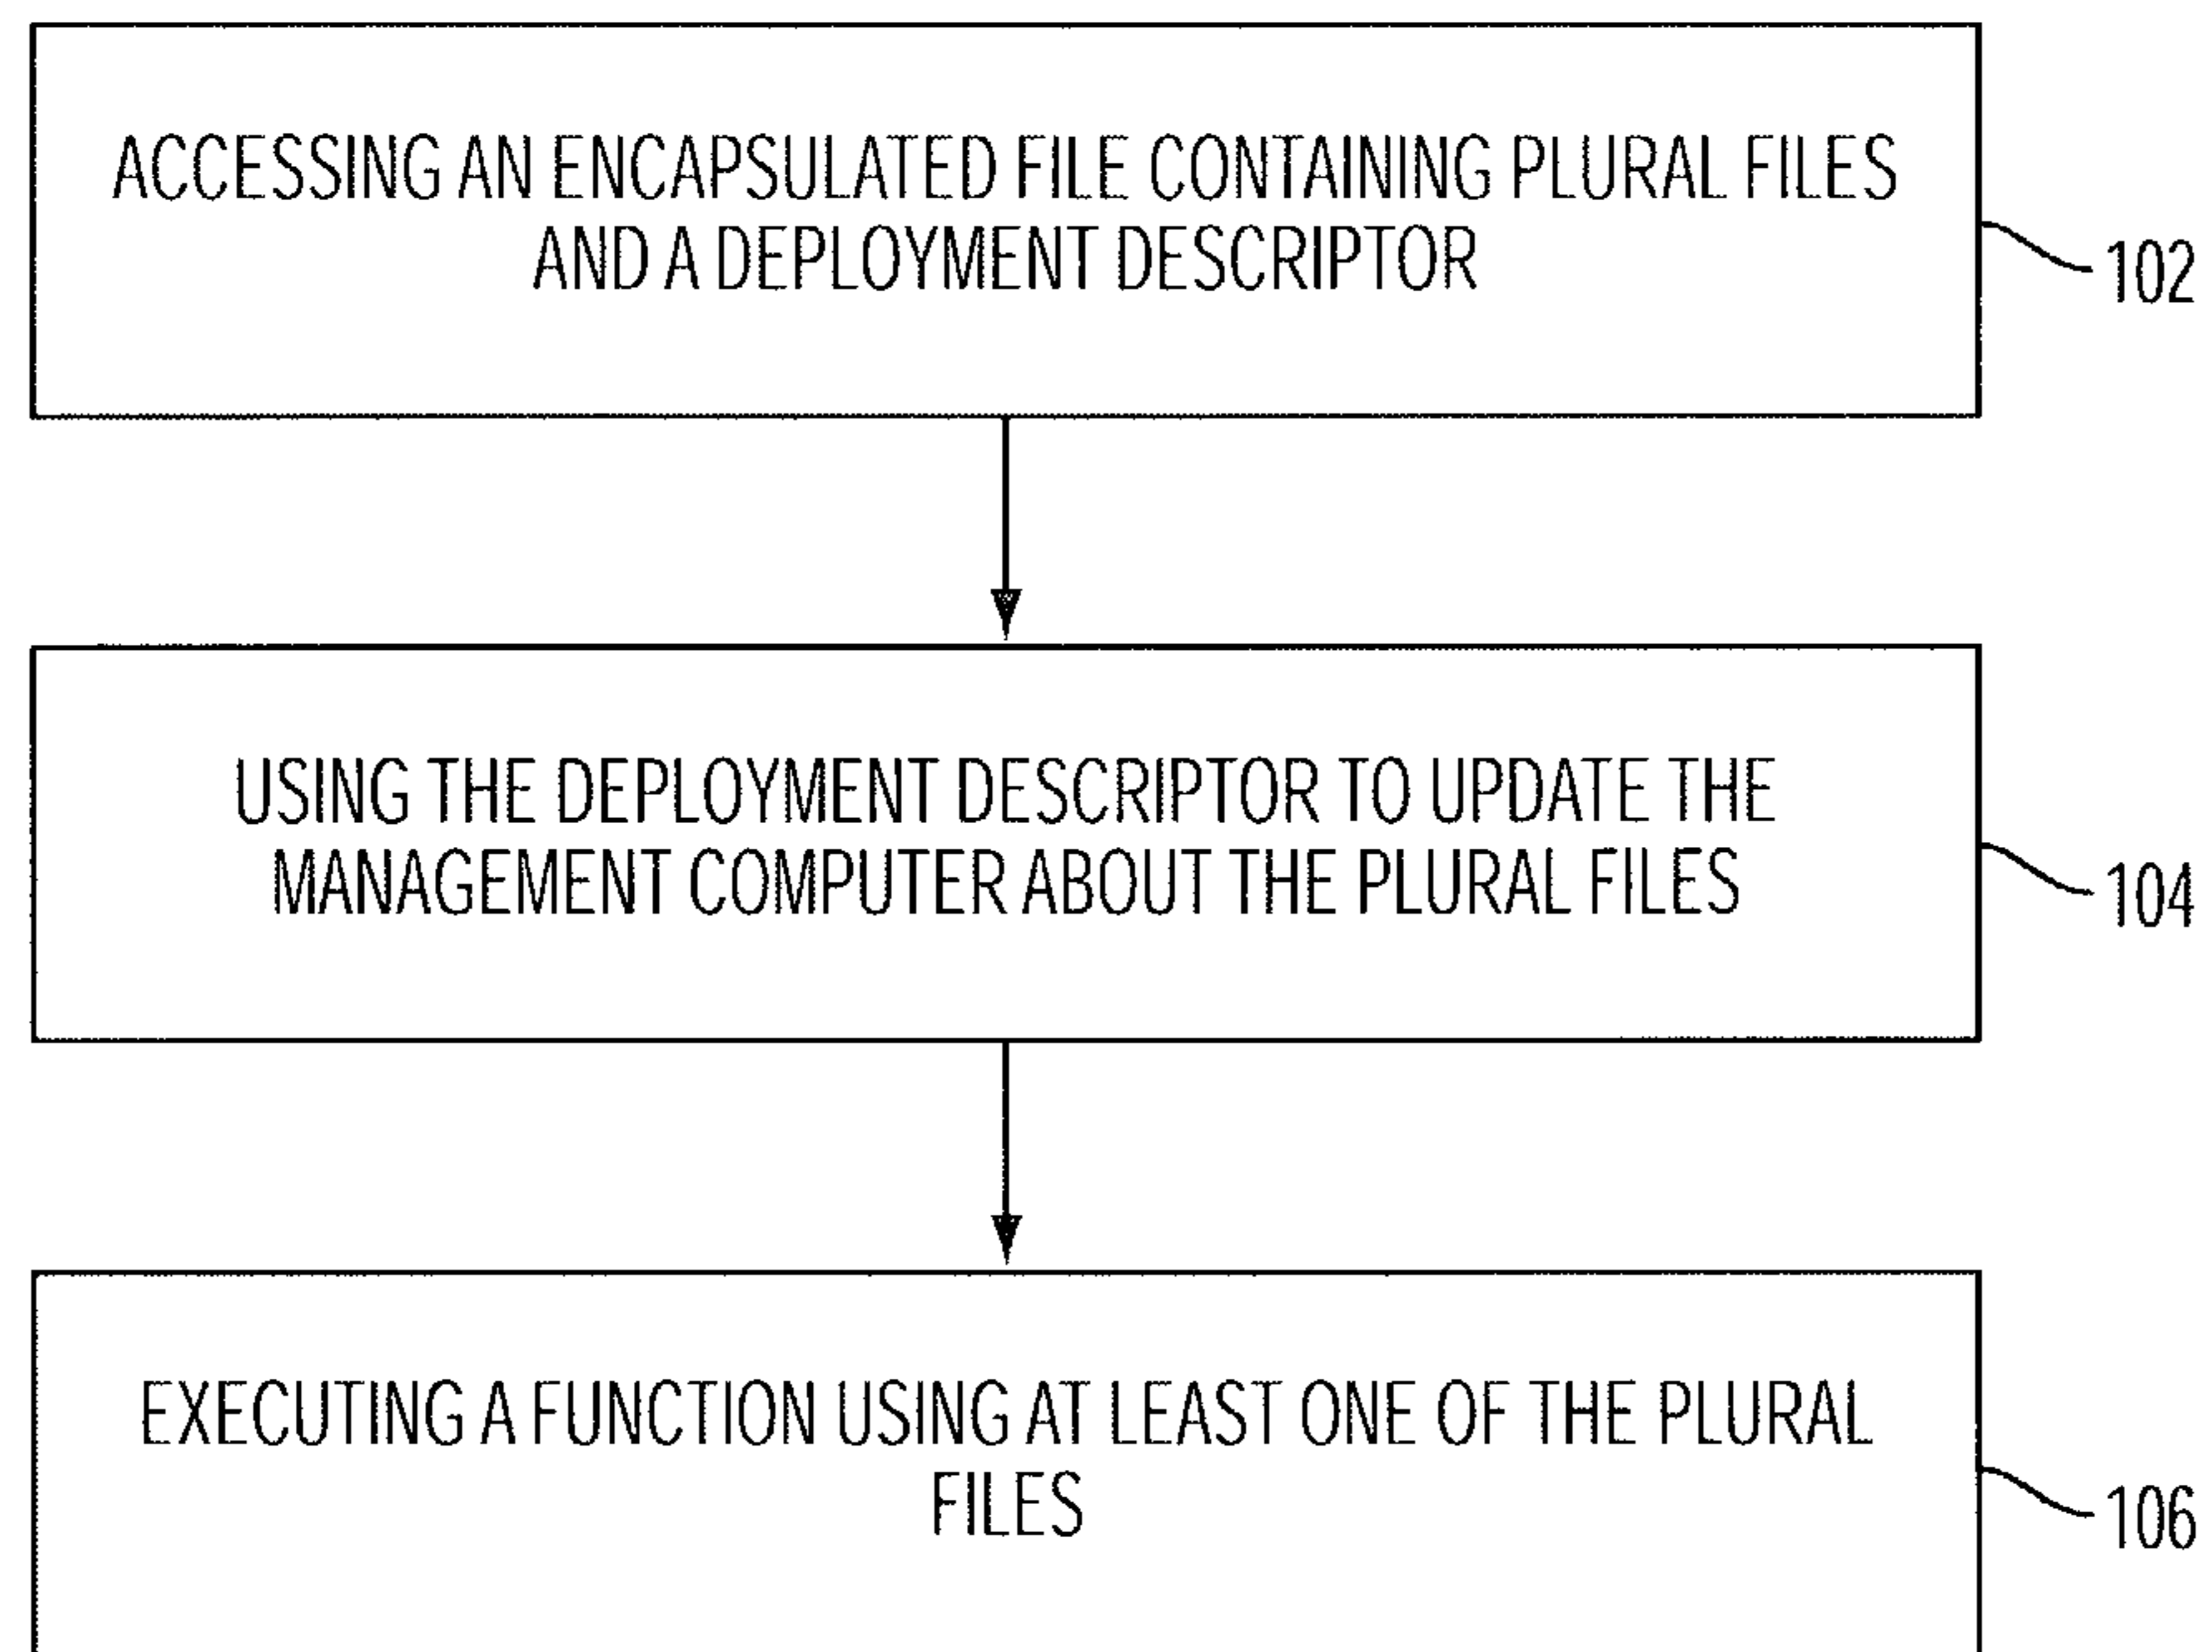 ACCESSING AN ENCAPSULATED FILE CONTAINING PLURAL FILES
AND A DEPLOYMENT DESCRIPTOR
102
USING THE DEPLOYMENT DESCRIPTOR TO UPDATE THE
MANAGEMENT COMPUTER ABOUT THE PLURAL FILES
104
EXECUTING A FUNCTION USING AT LEAST ONE OF THE PLURAL
FILES
106